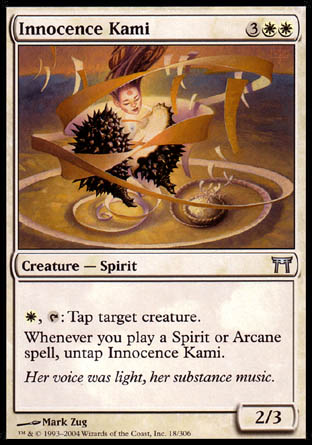 Innocence Kami 3
Creature — Spirit
, : Tap target creature.
Whenever you play a Spirit or Arcane
spell, untap Innocence Kami.
Her voice was light, her substance music.
Mark Zug
™ & © 1993–2004 Wizards of the Coast, Inc. 18/306
2/3